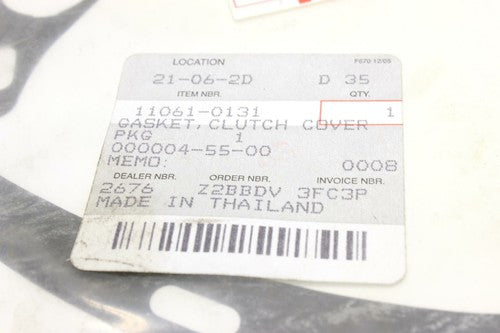 LOCATION F670 12/05
21-06-2D D 35
ITEM NBR. QTY.
11061-0131 1
GASKET, CLUTCH COVER
PKG 1
000004-55-00
MEMO: 0008
DEALER NBR. ORDER NBR. INVOICE NBR.
2676 Z2BBDV 3FC3P
MADE IN THAILAND